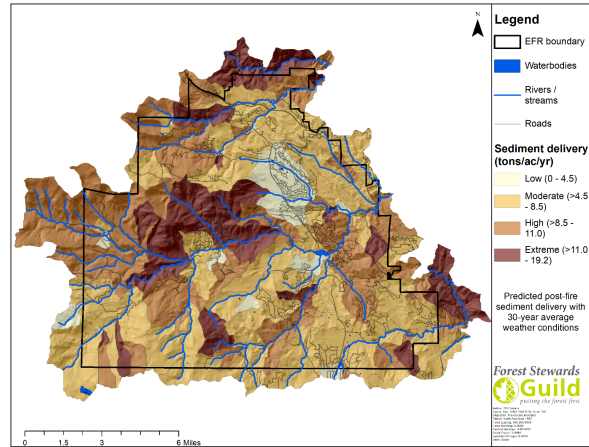 Legend
N
EFR boundary
Waterbodies
Rivers /
streams
Roads
Sediment delivery
(tons/ac/yr)
Low (0 - 4.5)
Moderate (>4.5
- 8.5)
High (>8.5 -
11.0)
Extreme (>11.0
- 19.2)
Predicted post-fire
sediment delivery with
30-year average
weather conditions
Forest Stewards
Guild
putting the forest first
0 1.5 3 6 Miles